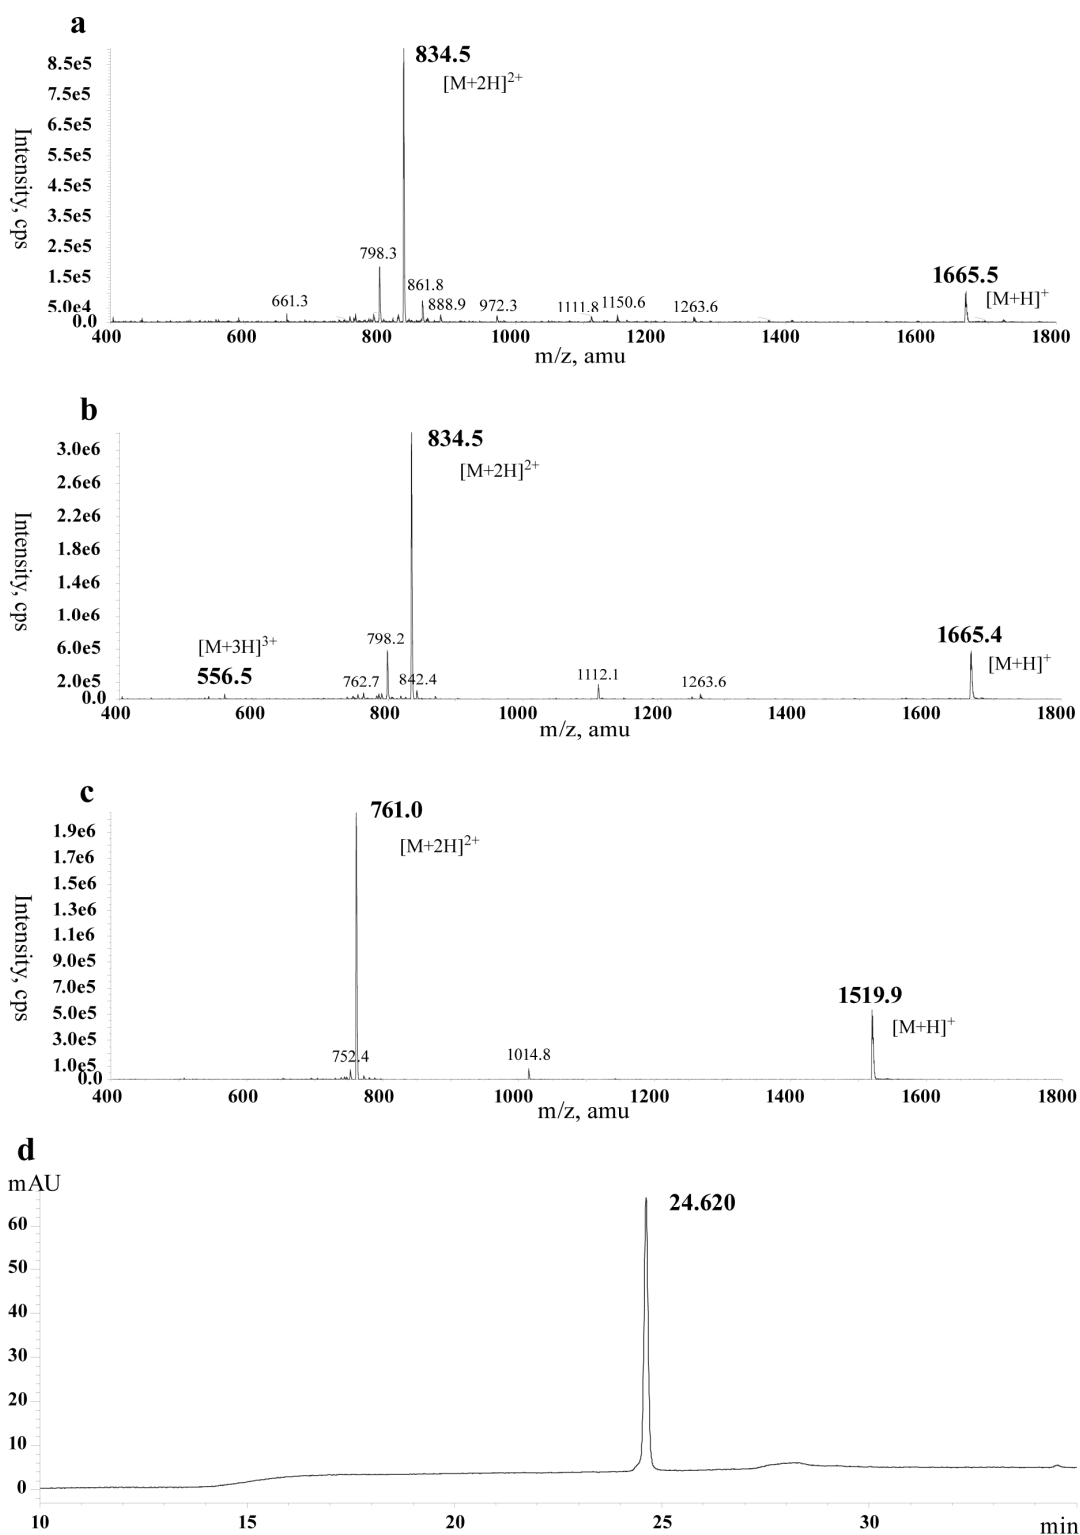 a
834.5
[M+2H]2+
Intensity, cps
8.5e5
7.5e5
6.5e5
5.5e5
4.5e5
3.5e5
2.5e5
1.5e5
5.0e4
0.0
661.3
798.3
861.8
888.9
972.3
1111.8
1150.6
1263.6
1665.5
[M+H]+
400 600 800 1000 1200 1400 1600 1800
m/z, amu
b
834.5
[M+2H]2+
Intensity, cps
3.0e6
2.6e6
2.2e6
1.8e6
1.4e6
1.0e6
6.0e5
2.0e5
0.0
[M+3H]3+
556.5
762.7
798.2
842.4
1112.1
1263.6
1665.4
[M+H]+
400 600 800 1000 1200 1400 1600 1800
m/z, amu
c
761.0
[M+2H]2+
Intensity, cps
1.9e6
1.7e6
1.5e6
1.3e6
1.1e6
9.0e5
7.0e5
5.0e5
3.0e5
1.0e5
0.0
752.4
1014.8
1519.9
[M+H]+
400 600 800 1000 1200 1400 1600 1800
m/z, amu
d
mAU
24.620
60
50
40
30
20
10
0
10 15 20 25 30 min